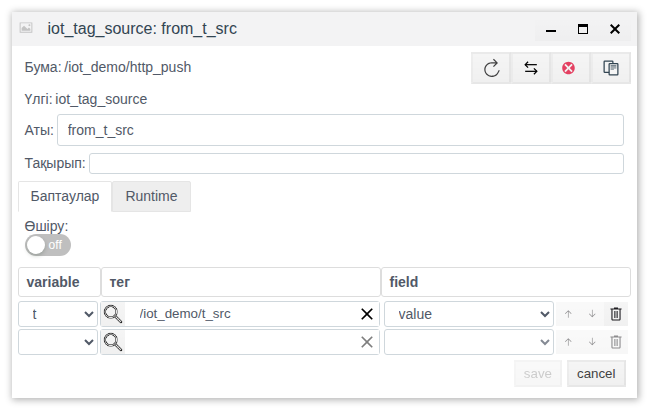 iot_tag_source: from_t_src
Бума: /iot_demo/http_push
Үлгі: iot_tag_source
Аты: from_t_src
Тақырып:
Баптаулар Runtime
Өшіру:
off
variable тег field
t /iot_demo/t_src value
save cancel